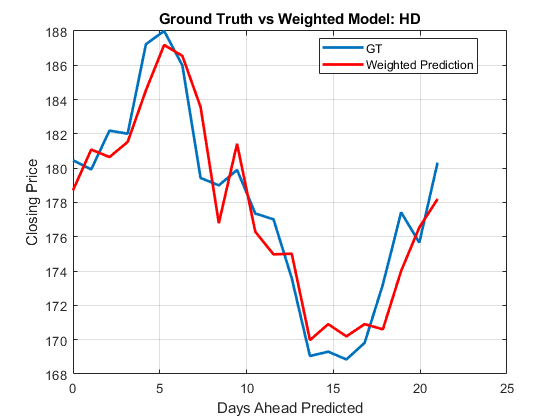 Ground Truth vs Weighted Model: HD
GT
Weighted Prediction
188
186
184
182
180
178
176
174
172
170
168
Closing Price
0 5 10 15 20 25
Days Ahead Predicted